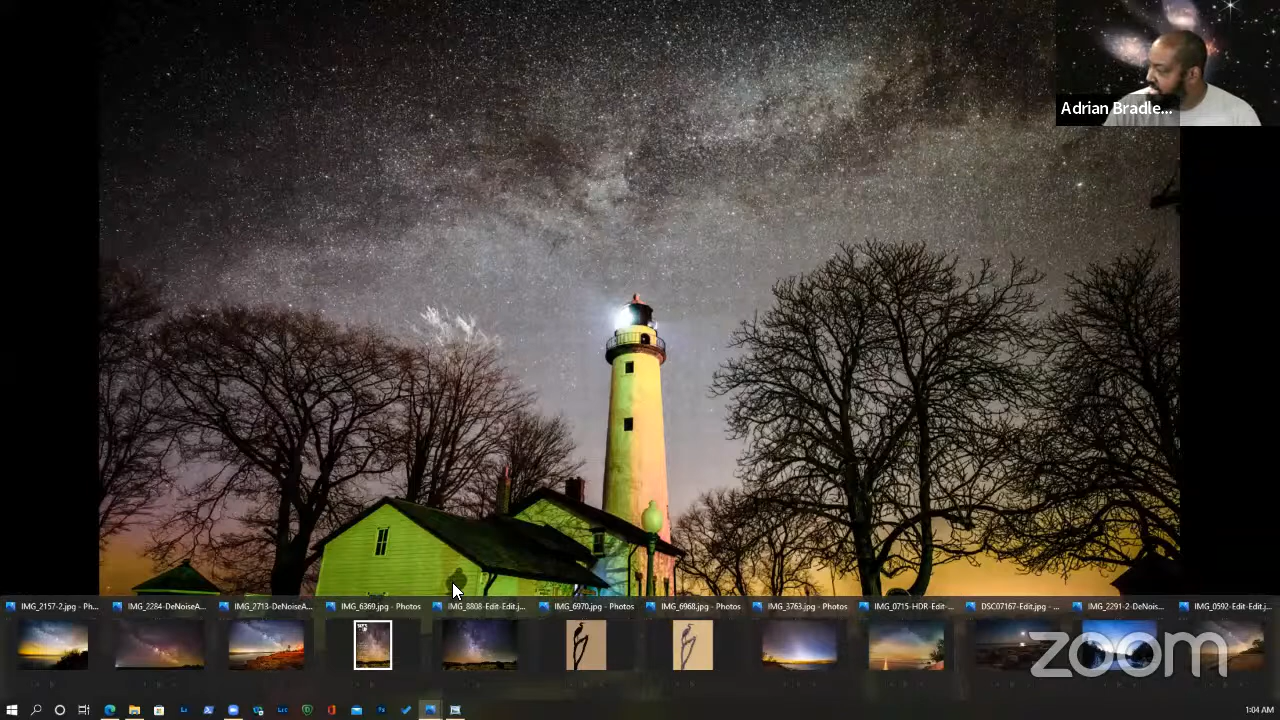 Adrian Bradle...
IMG_2157-2.jpg - Ph...
IMG_2284-DeNoiseA...
IMG_2713-DeNoiseA...
IMG_6369.jpg - Photos
IMG_8808-Edit-Edit.j...
IMG_6970.jpg - Photos
IMG_6968.jpg - Photos
IMG_3763.jpg - Photos
IMG_0715-HDR-Edit-...
DSC07167-Edit.jpg - ...
IMG_2291-2-DeNois...
IMG_0592-Edit-Edit.j...
zoom
1:04 AM